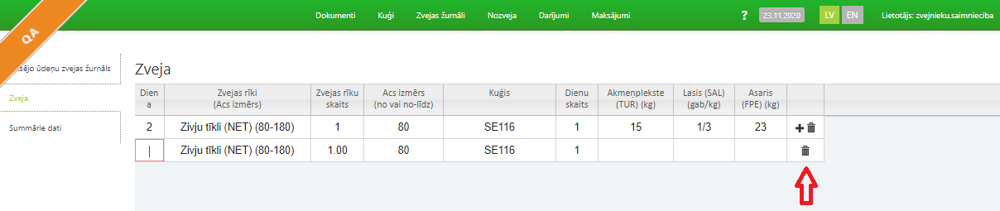 Dokumenti Kuģi Zvejas žurnāli Nozveja Darījumi Maksājumi ? 23.11.2020 LV EN Lietotājs: zvejnieku.saimnieciba
QA
ūdeņu zvejas žurnāls
Zveja
Summārie dati
Zveja
Dien Zvejas rīki Zvejas rīku Acs izmērs Kuģis Dienu Akmeņplekste Lasis (SAL) Asaris
a (Acs izmērs) skaits (no vai no-līdz) skaits (TUR) (kg) (gab/kg) (FPE) (kg)
2 Zivju tīkli (NET) (80-180) 1 80 SE116 1 15 1/3 23
Zivju tīkli (NET) (80-180) 1.00 80 SE116 1